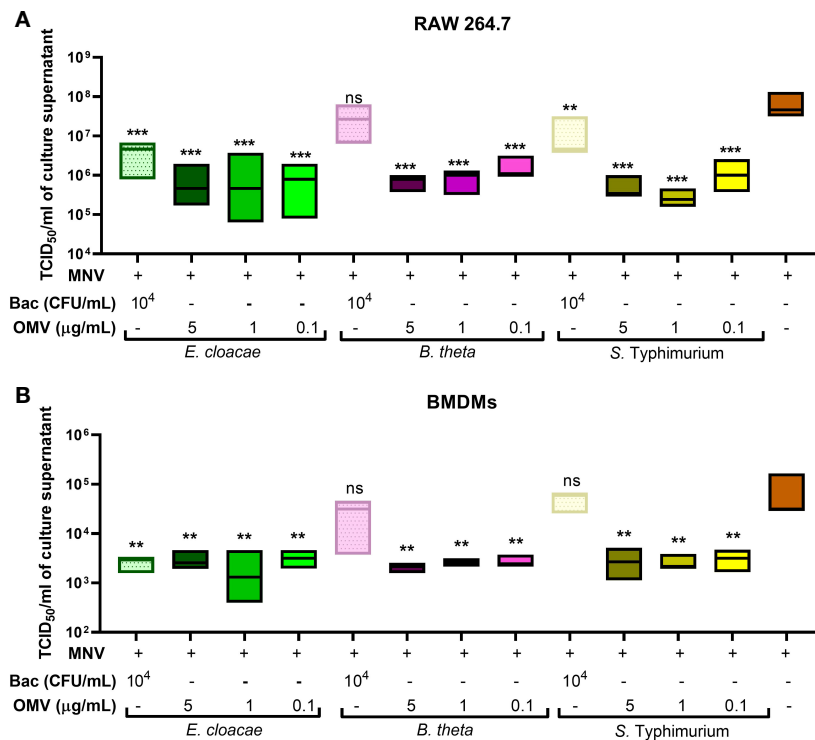 A
RAW 264.7
TCID50/ml of culture supernatant
10⁹
10⁸
10⁷
10⁶
10⁵
10⁴
*** *** *** *** ns *** *** *** ** *** *** ***
MNV + + + + + + + + + + + + +
Bac (CFU/mL) 10⁴ - - - 10⁴ - - - 10⁴ - - - -
OMV (μg/mL) - 5 1 0.1 - 5 1 0.1 - 5 1 0.1 -
E. cloacae B. theta S. Typhimurium
B
BMDMs
TCID50/ml of culture supernatant
10⁶
10⁵
10⁴
10³
10²
** ** ** ** ns ** ** ** ns ** ** **
MNV + + + + + + + + + + + + +
Bac (CFU/mL) 10⁴ - - - 10⁴ - - - 10⁴ - - - -
OMV (μg/mL) - 5 1 0.1 - 5 1 0.1 - 5 1 0.1 -
E. cloacae B. theta S. Typhimurium